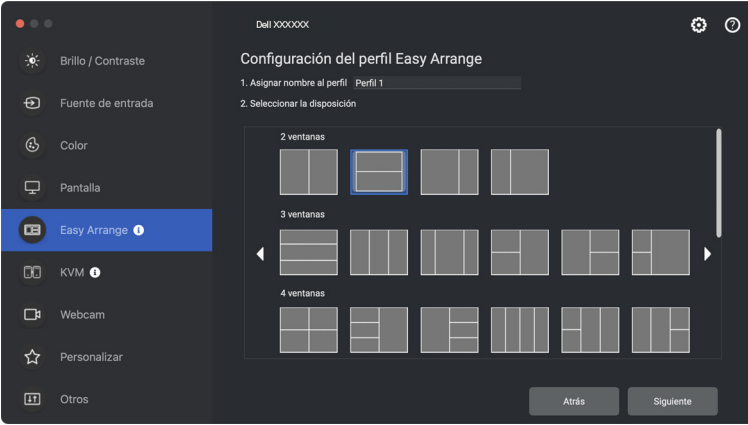 Dell XXXXXX
Brillo / Contraste
Fuente de entrada
Color
Pantalla
Easy Arrange
KVM
Webcam
Personalizar
Otros
Configuración del perfil Easy Arrange
1. Asignar nombre al perfil Perfil 1
2. Seleccionar la disposición
2 ventanas
3 ventanas
4 ventanas
Atrás Siguiente